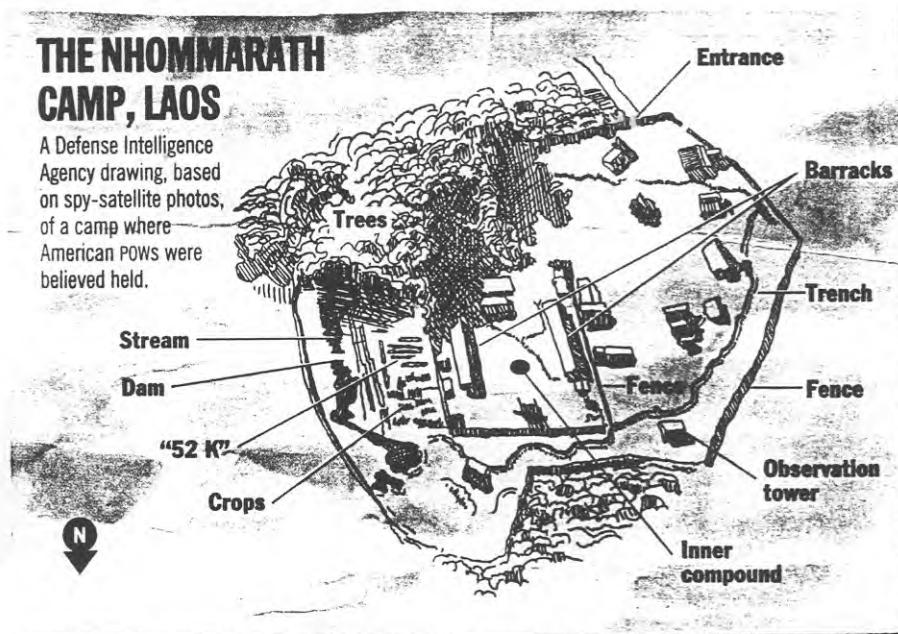 THE NHOMMARATH
CAMP, LAOS
A Defense Intelligence
Agency drawing, based
on spy-satellite photos,
of a camp where
American POWs were
believed held.
Entrance
Barracks
Trees
Trench
Stream
Dam
Fence
Fence
"52 K"
Crops
Observation
tower
Inner
compound
N